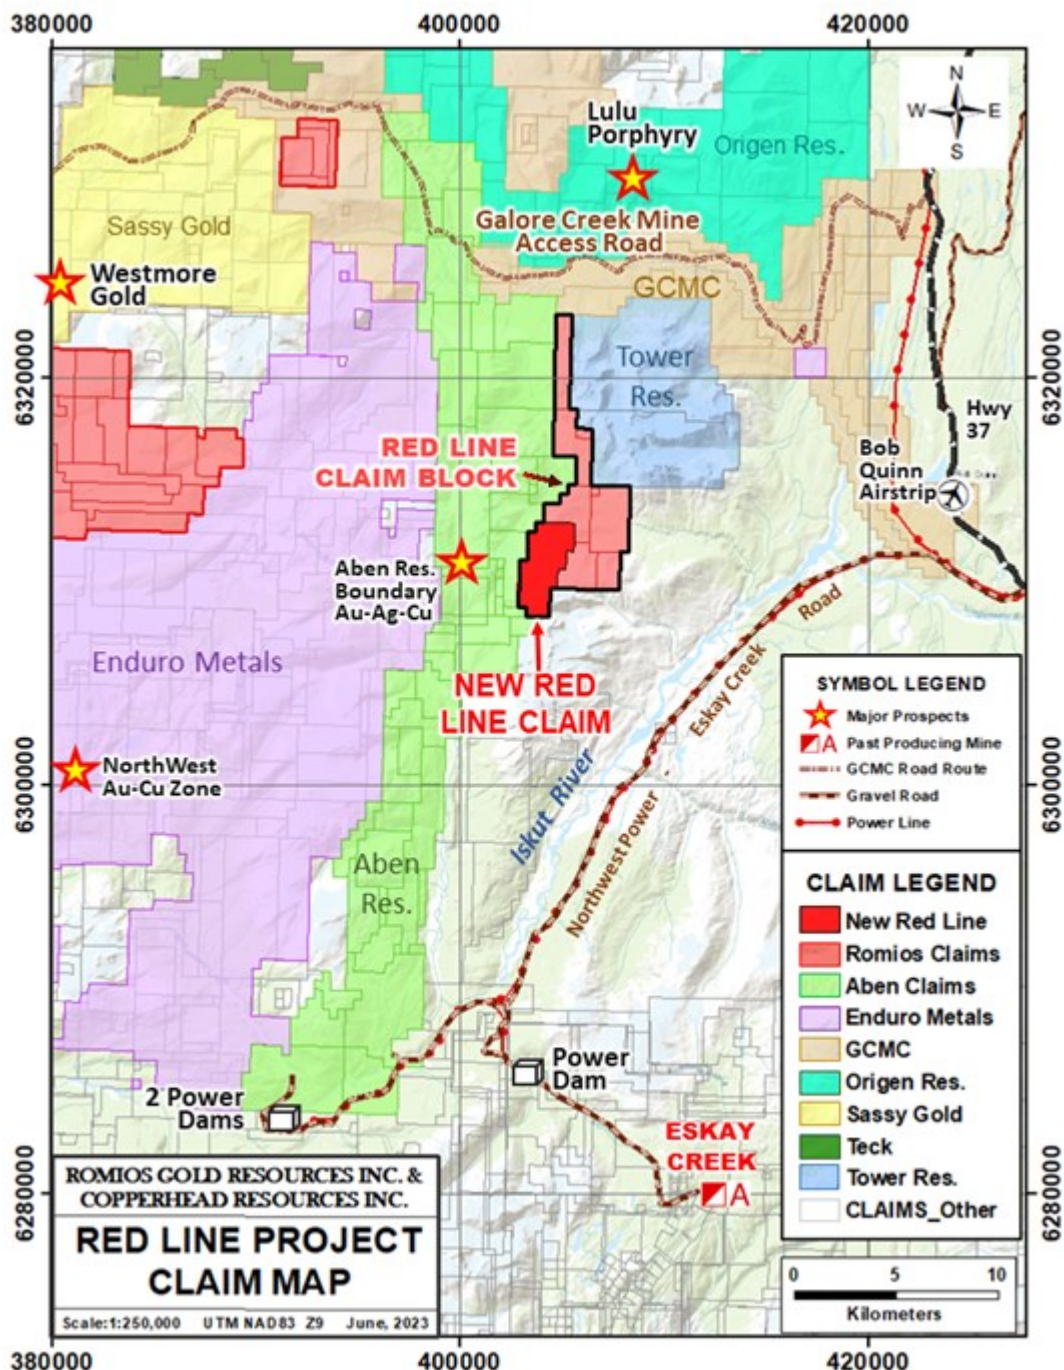 380000
400000
420000
N
W
E
S
Lulu
Porphyry
Origen Res.
Sassy Gold
Galore Creek Mine
Access Road
Westmore
Gold
GCMC
6320000
Tower
Res.
6320000
RED LINE
CLAIM BLOCK
Hwy
37
Bob
Quinn
Airstrip
Aben Res.
Boundary
Au-Ag-Cu
Enduro Metals
NEW RED
LINE CLAIM
Eskay Creek
Road
SYMBOL LEGEND
Major Prospects
A Past Producing Mine
GCMC Road Route
Gravel Road
Power Line
6300000
NorthWest
Au-Cu Zone
Iskut River
Northwest Power
6300000
Aben
Res.
CLAIM LEGEND
New Red Line
Romios Claims
Aben Claims
Enduro Metals
GCMC
Origen Res.
Sassy Gold
Teck
Tower Res.
CLAIMS_Other
2 Power
Dams
Power
Dam
ESKAY
CREEK
A
6280000
6280000
ROMIOS GOLD RESOURCES INC. &
COPPERHEAD RESOURCES INC.
RED LINE PROJECT
CLAIM MAP
Scale:1:250,000 UTM NAD83 Z9 June, 2023
0 5 10
Kilometers
380000
400000
420000